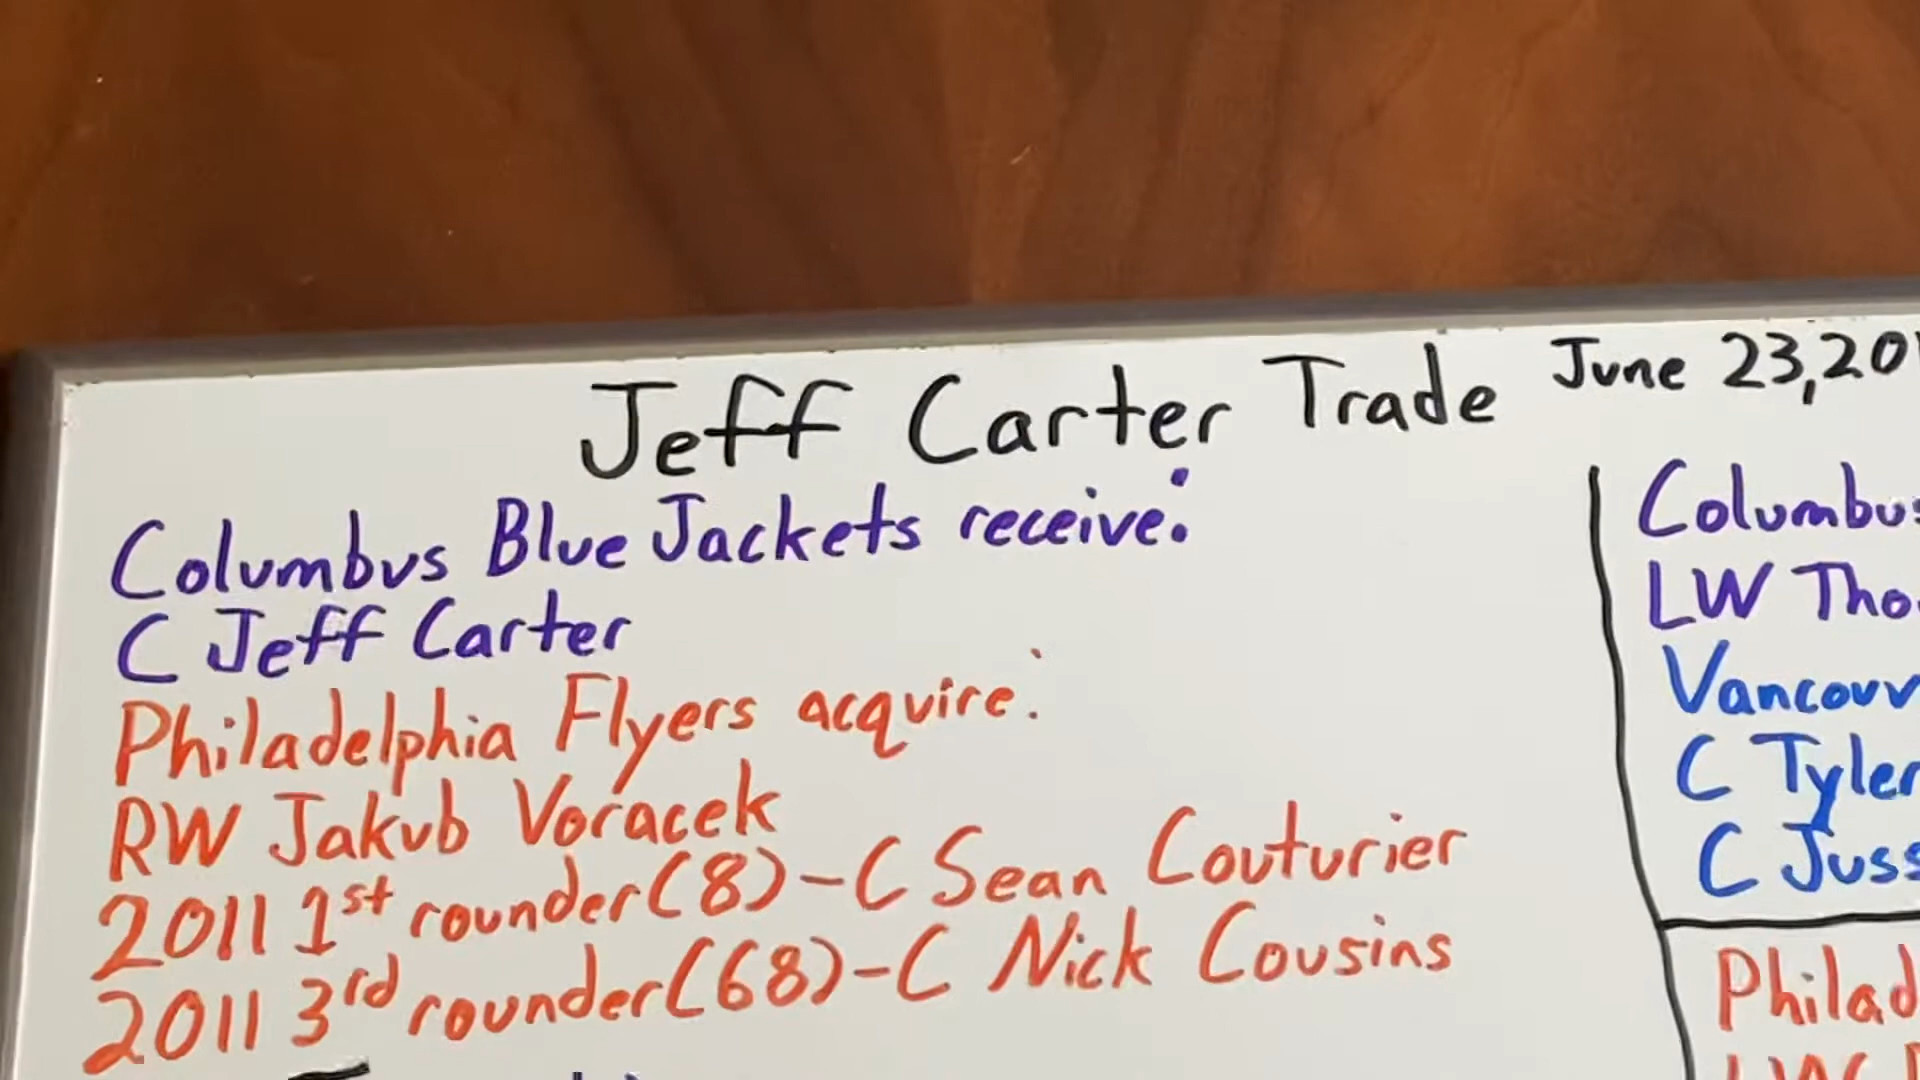 Jeff Carter Trade June 23,20
Columbus Blue Jackets receive:
C Jeff Carter
Philadelphia Flyers acquire:
RW Jakub Voracek
2011 1st rounder(8)-C Sean Couturier
2011 3rd rounder(68)-C Nick Cousins
Columbus
LW Tho
Vancouv
C Tyler
C Juss
Philad